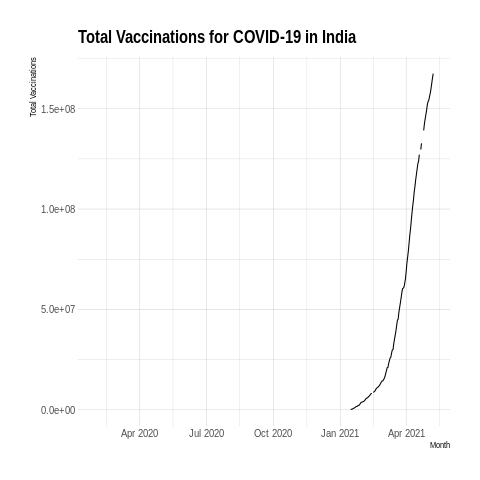 Total Vaccinations for COVID-19 in India
Total Vaccinations
1.5e+08
1.0e+08
5.0e+07
0.0e+00
Apr 2020 Jul 2020 Oct 2020 Jan 2021 Apr 2021
Month